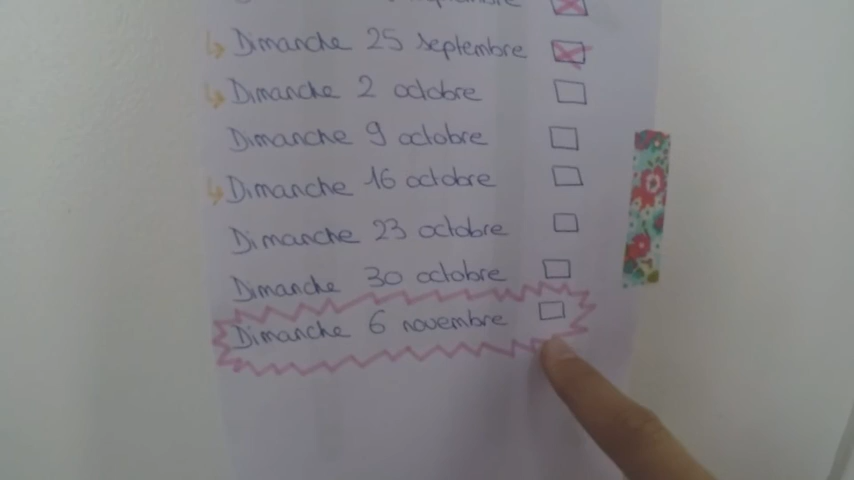 Dimanche 25 septembre
Dimanche 2 octobre
Dimanche 9 octobre
Dimanche 16 octobre
Dimanche 23 octobre
Dimanche 30 octobre
Dimanche 6 novembre